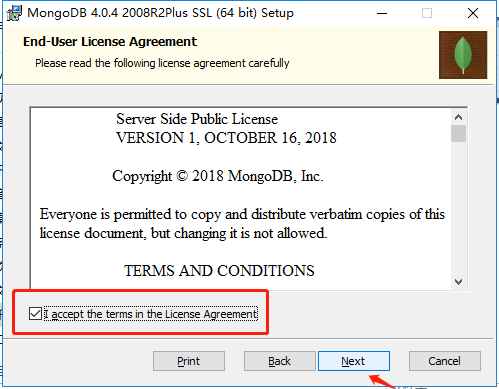 MongoDB 4.0.4 2008R2Plus SSL (64 bit) Setup
End-User License Agreement
Please read the following license agreement carefully
Server Side Public License
VERSION 1, OCTOBER 16, 2018
Copyright © 2018 MongoDB, Inc.
Everyone is permitted to copy and distribute verbatim copies of this
license document, but changing it is not allowed.
TERMS AND CONDITIONS
I accept the terms in the License Agreement
Print Back Next Cancel